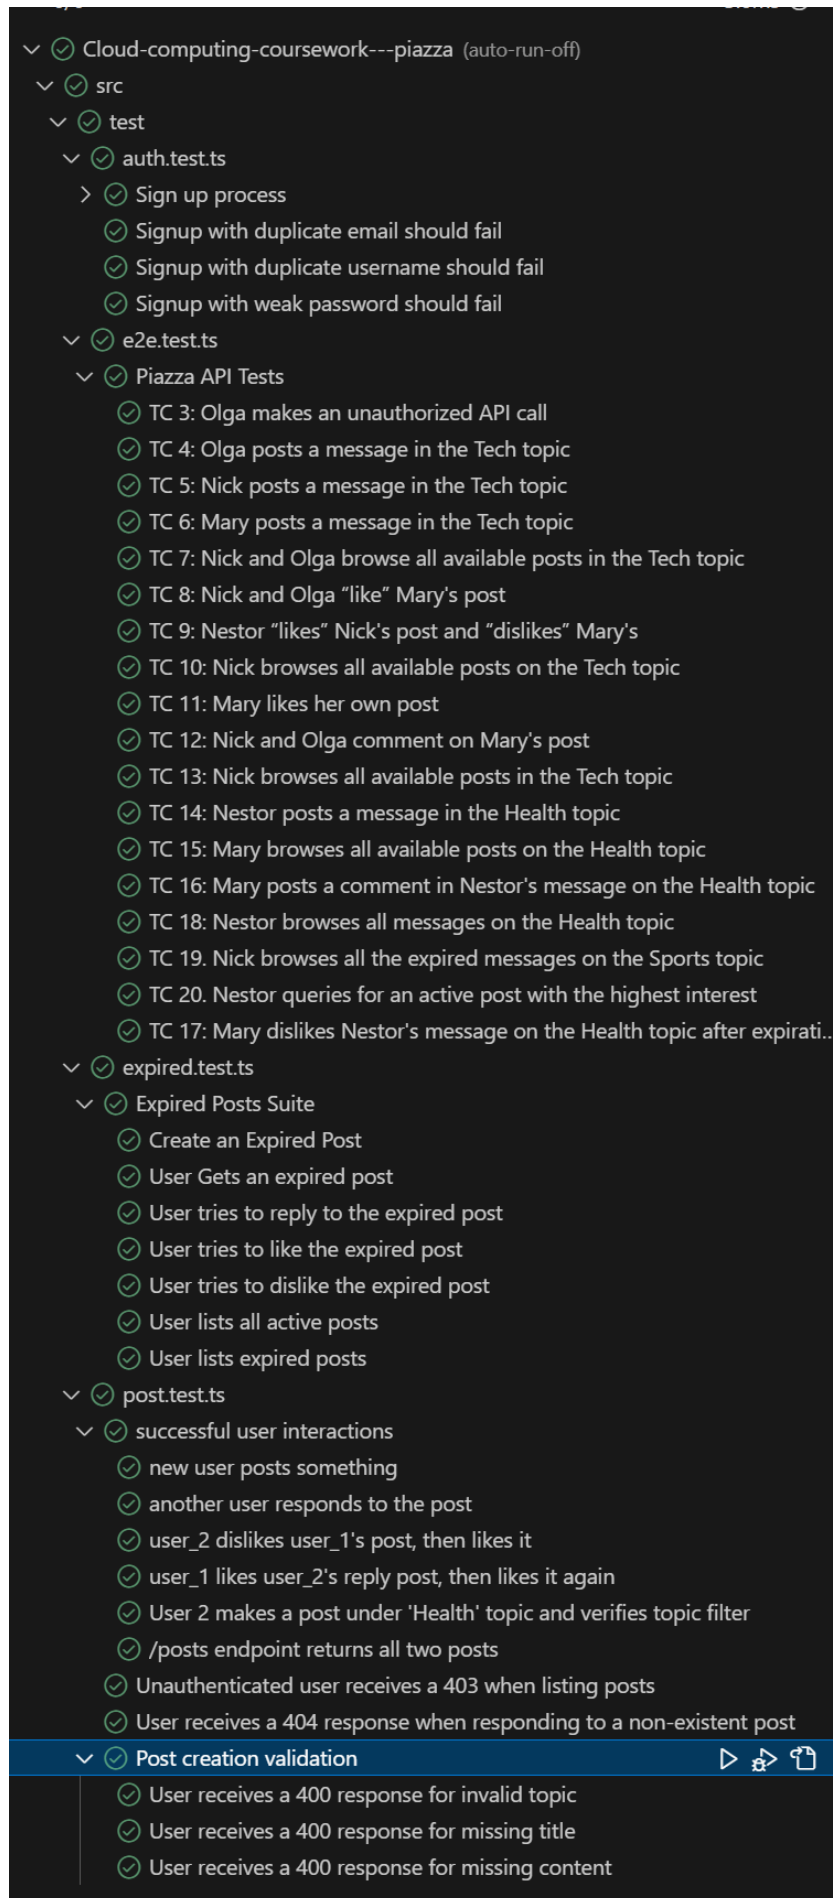 Cloud-computing-coursework---piazza (auto-run-off)
src
test
auth.test.ts
Sign up process
Signup with duplicate email should fail
Signup with duplicate username should fail
Signup with weak password should fail
e2e.test.ts
Piazza API Tests
TC 3: Olga makes an unauthorized API call
TC 4: Olga posts a message in the Tech topic
TC 5: Nick posts a message in the Tech topic
TC 6: Mary posts a message in the Tech topic
TC 7: Nick and Olga browse all available posts in the Tech topic
TC 8: Nick and Olga “like” Mary's post
TC 9: Nestor “likes” Nick's post and “dislikes” Mary's
TC 10: Nick browses all available posts on the Tech topic
TC 11: Mary likes her own post
TC 12: Nick and Olga comment on Mary's post
TC 13: Nick browses all available posts in the Tech topic
TC 14: Nestor posts a message in the Health topic
TC 15: Mary browses all available posts on the Health topic
TC 16: Mary posts a comment in Nestor's message on the Health topic
TC 18: Nestor browses all messages on the Health topic
TC 19. Nick browses all the expired messages on the Sports topic
TC 20. Nestor queries for an active post with the highest interest
TC 17: Mary dislikes Nestor's message on the Health topic after expirati...
expired.test.ts
Expired Posts Suite
Create an Expired Post
User Gets an expired post
User tries to reply to the expired post
User tries to like the expired post
User tries to dislike the expired post
User lists all active posts
User lists expired posts
post.test.ts
successful user interactions
new user posts something
another user responds to the post
user_2 dislikes user_1's post, then likes it
user_1 likes user_2's reply post, then likes it again
User 2 makes a post under 'Health' topic and verifies topic filter
/posts endpoint returns all two posts
Unauthenticated user receives a 403 when listing posts
User receives a 404 response when responding to a non-existent post
Post creation validation
User receives a 400 response for invalid topic
User receives a 400 response for missing title
User receives a 400 response for missing content